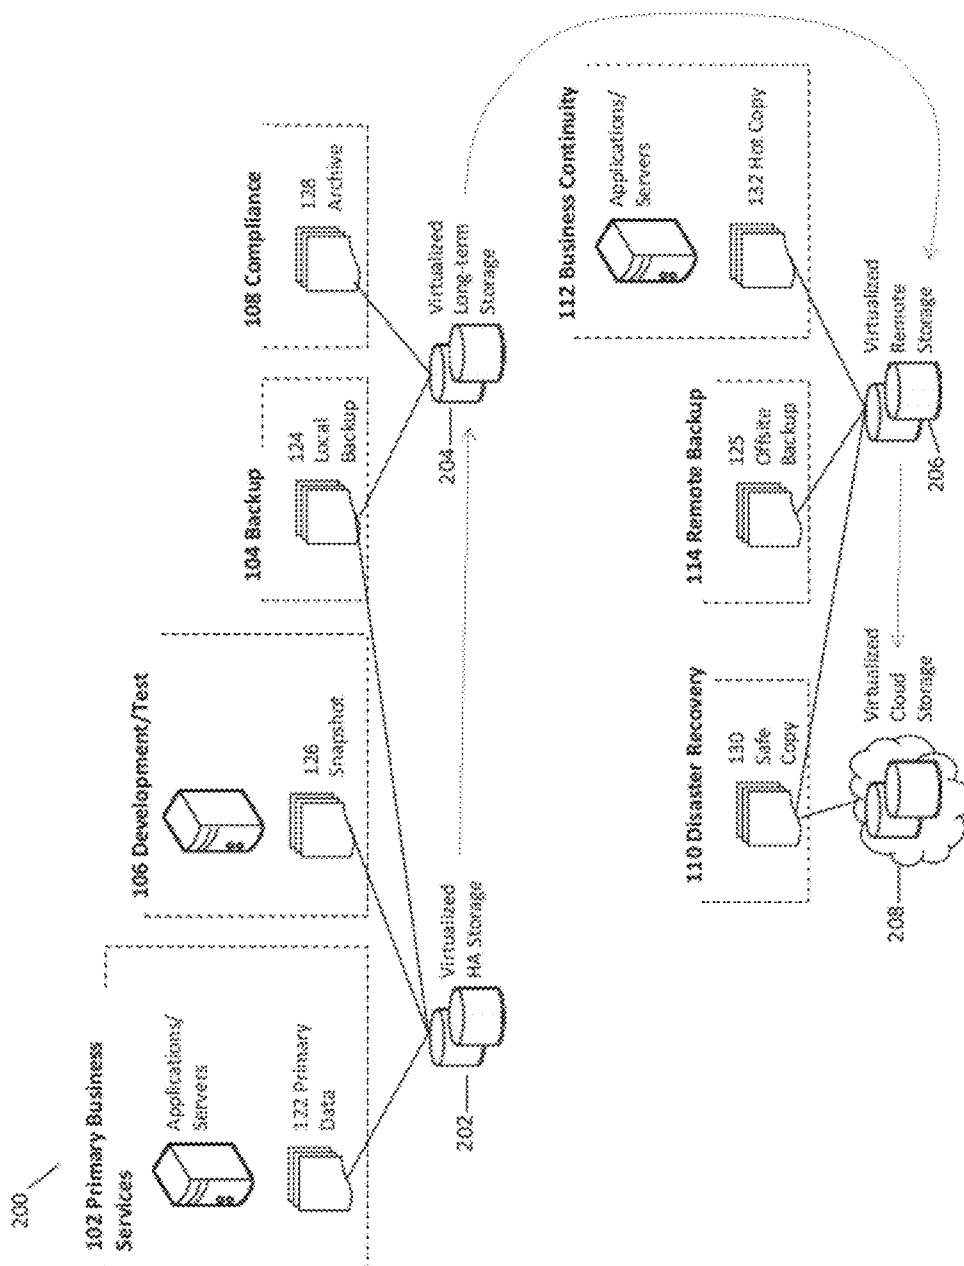 200
102 Primary Business
Services
Applications/
Servers
122 Primary
Data
106 Development/Test
126
Snapshot
104 Backup
124
Local
Backup
108 Compliance
128
Archive
202
Virtualized
HA Storage
204
Virtualized
Long-term
Storage
110 Disaster Recovery
130
Safe
Copy
114 Remote Backup
125
Offsite
Backup
112 Business Continuity
Applications/
Servers
132 Hot Copy
208
Virtualized
Cloud
Storage
206
Virtualized
Remote
Storage